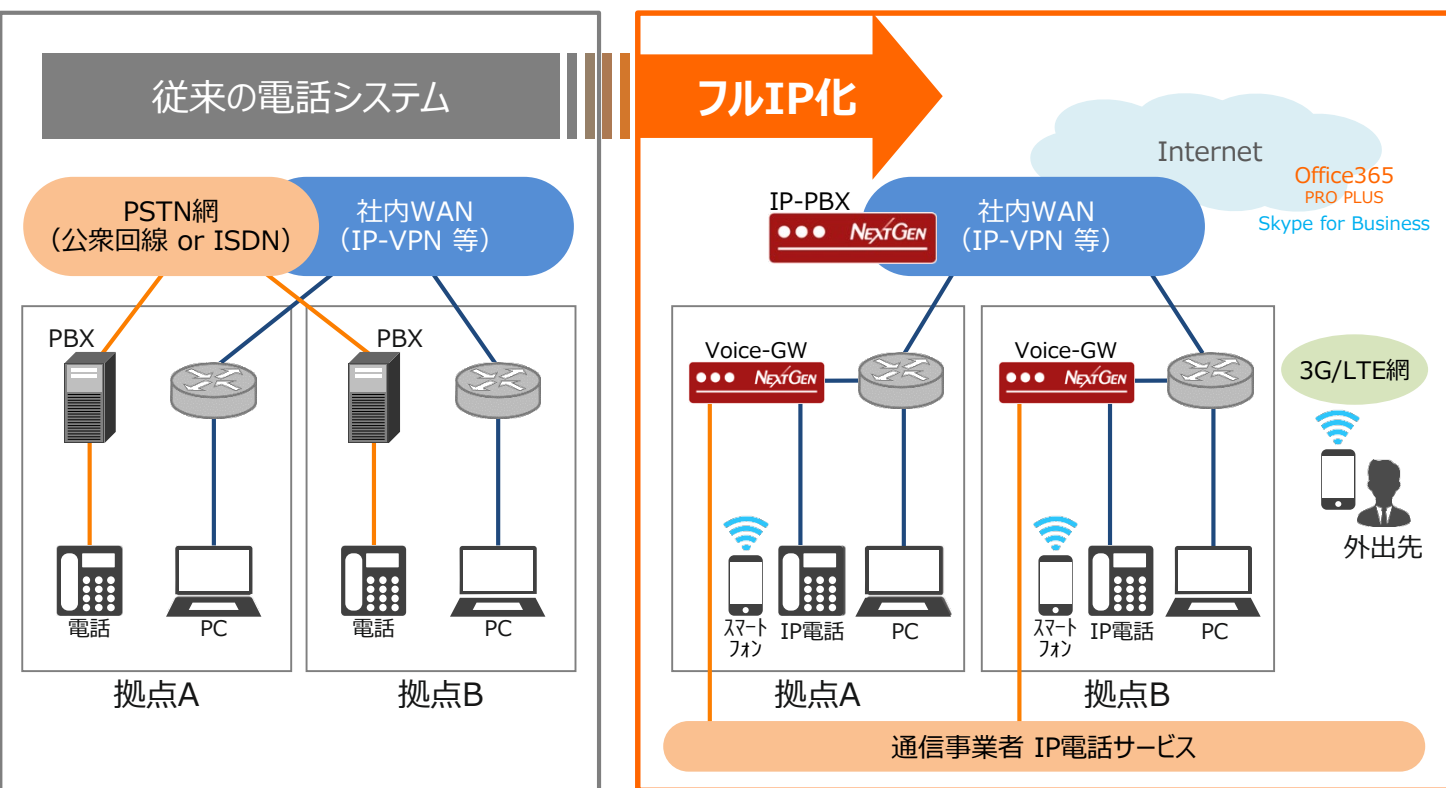 従来の電話システム
PSTN網
（公衆回線 or ISDN）
社内WAN
（IP-VPN 等）
PBX
PBX
電話
PC
電話
PC
拠点A
拠点B
フルIP化
Internet
Office365
PRO PLUS
Skype for Business
IP-PBX
NEXTGEN
社内WAN
（IP-VPN 等）
Voice-GW
NEXTGEN
Voice-GW
NEXTGEN
3G/LTE網
外出先
ｽﾏｰﾄ
ﾌｫﾝ
IP電話
PC
ｽﾏｰﾄ
ﾌｫﾝ
IP電話
PC
拠点A
拠点B
通信事業者 IP電話サービス